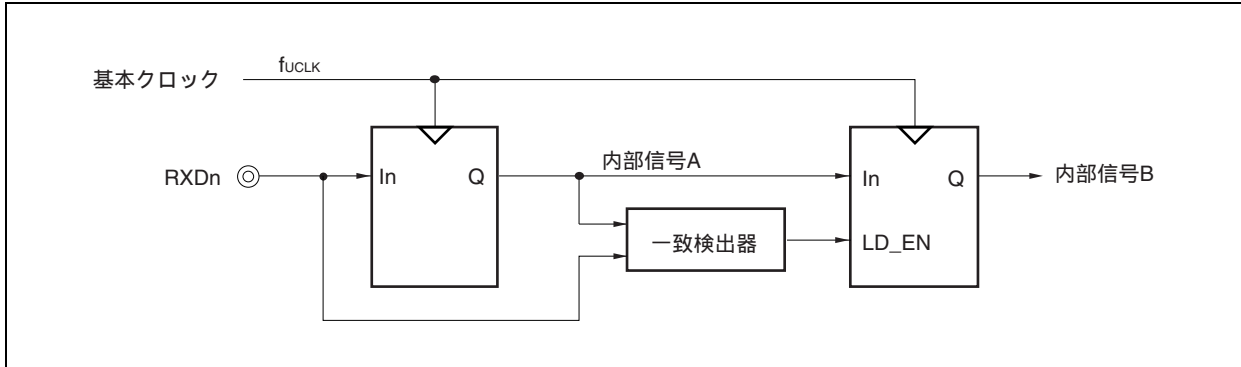 基本クロック
fUCLK
RXDn
In
Q
内部信号A
In
Q
内部信号B
一致検出器
LD_EN